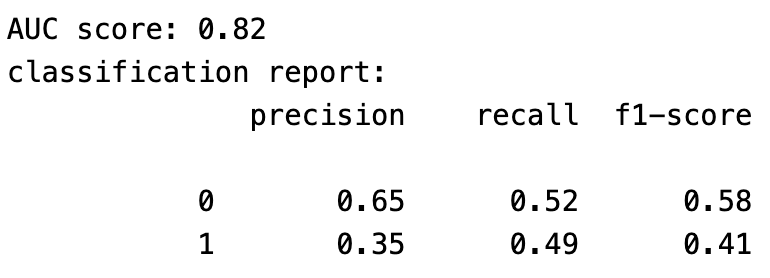 AUC score: 0.82
classification report:
precision recall f1-score
0 0.65 0.52 0.58
1 0.35 0.49 0.41